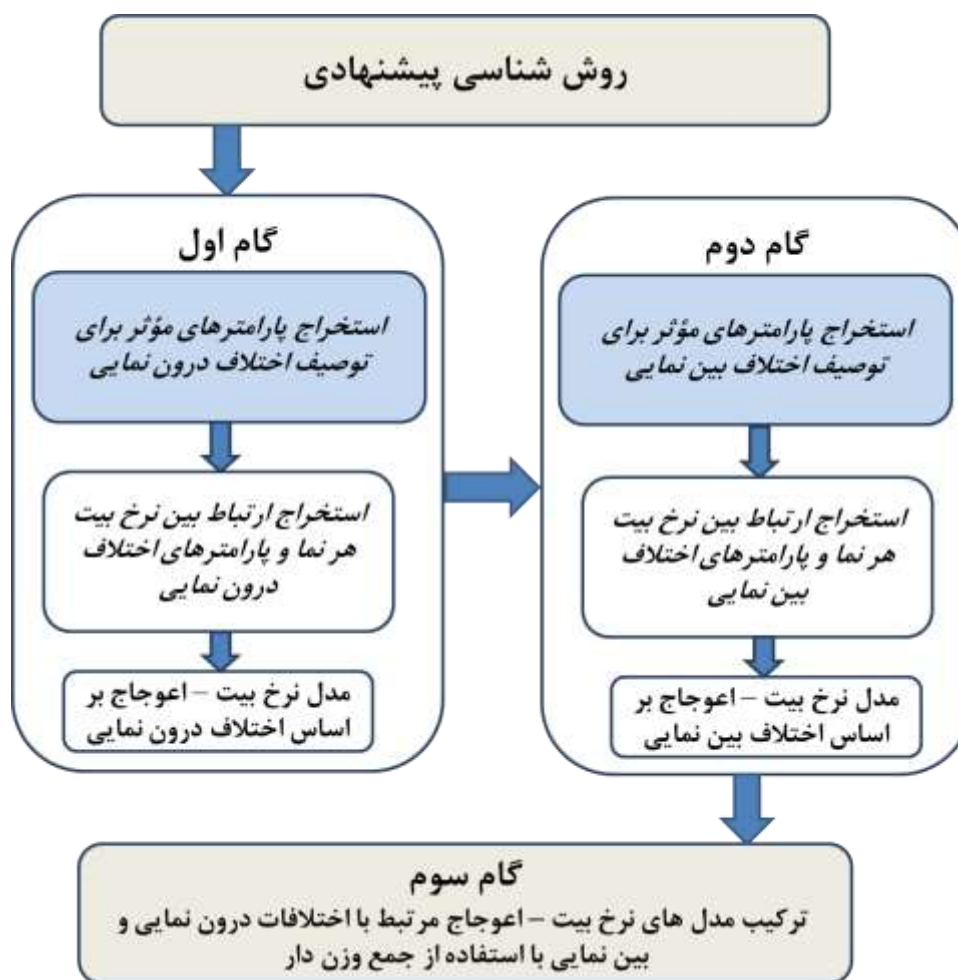 روش شناسی پیشنهادی
گام اول
استخراج پارامترهای مؤثر برای
توصیف اختلاف درون نمایی
استخراج ارتباط بین نرخ بیت
هر نما و پارامترهای اختلاف
درون نمایی
مدل نرخ بیت – اعوجاج بر
اساس اختلاف درون نمایی
گام دوم
استخراج پارامترهای مؤثر برای
توصیف اختلاف بین نمایی
استخراج ارتباط بین نرخ بیت
هر نما و پارامترهای اختلاف
بین نمایی
مدل نرخ بیت – اعوجاج بر
اساس اختلاف بین نمایی
گام سوم
ترکیب مدل های نرخ بیت – اعوجاج مرتبط با اختلافات درون نمایی و
بین نمایی با استفاده از جمع وزن دار